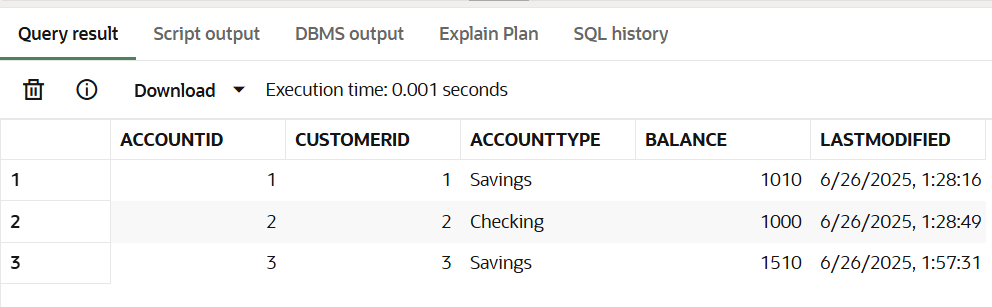 Query result Script output DBMS output Explain Plan SQL history
Download Execution time: 0.001 seconds
ACCOUNTID CUSTOMERID ACCOUNTTYPE BALANCE LASTMODIFIED
1 1 1 Savings 1010 6/26/2025, 1:28:16
2 2 2 Checking 1000 6/26/2025, 1:28:49
3 3 3 Savings 1510 6/26/2025, 1:57:31